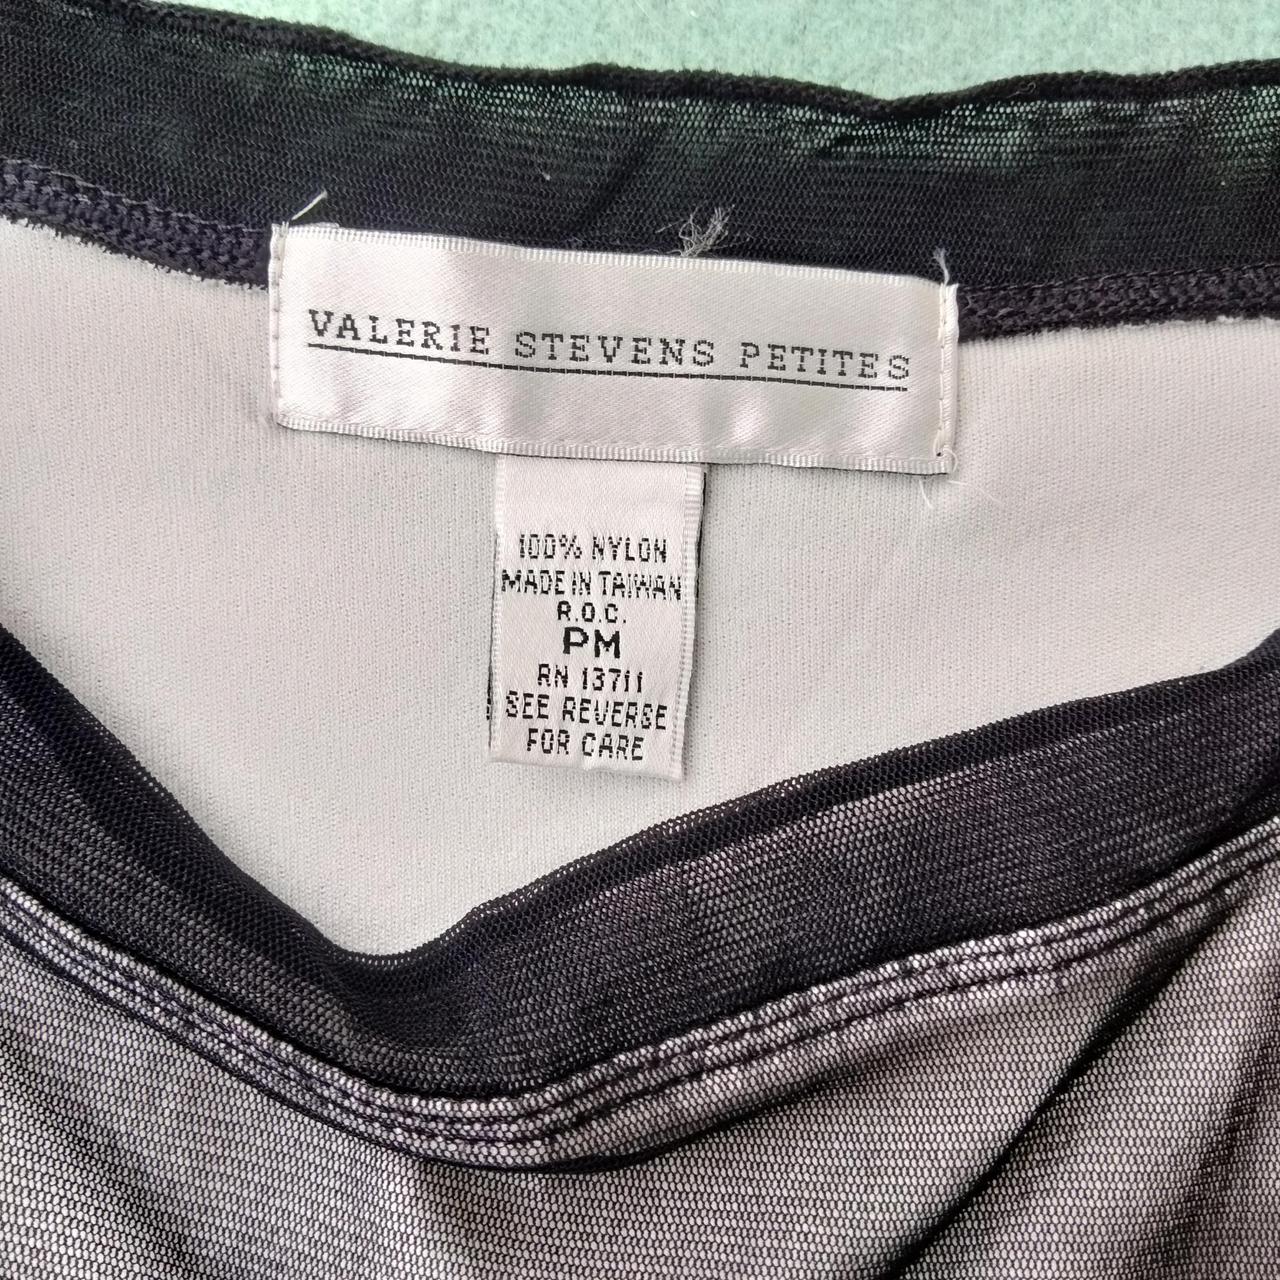 VALERIE STEVENS PETITES
100% NYLON
MADE IN TAIWAN
R.O.C.
PM
RN 13711
SEE REVERSE
FOR CARE